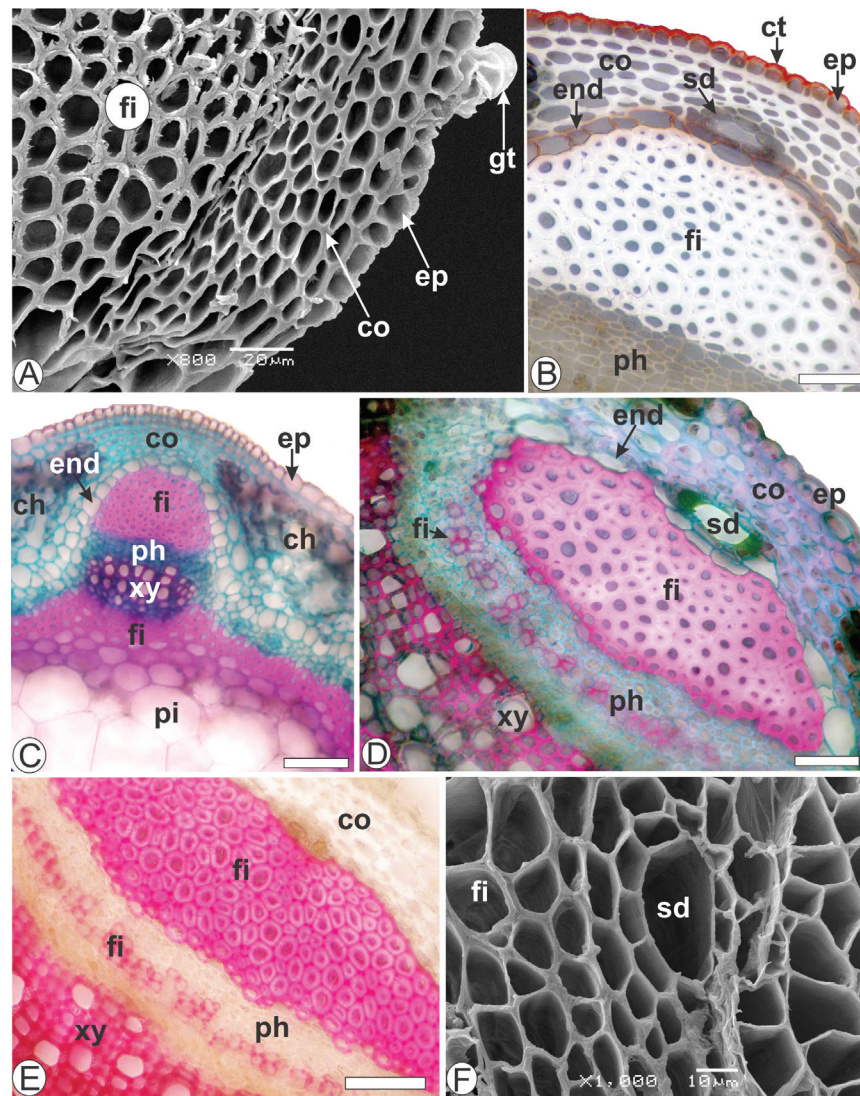 fi
gt
ep
co
X800 20µm
A
ct
co
ep
sd
end
fi
ph
B
co
ep
end
fi
ch
ch
ph
xy
fi
pi
C
end
co
ep
sd
fi
fi
ph
xy
D
co
fi
fi
ph
xy
E
fi
sd
X1,000 10µm
F